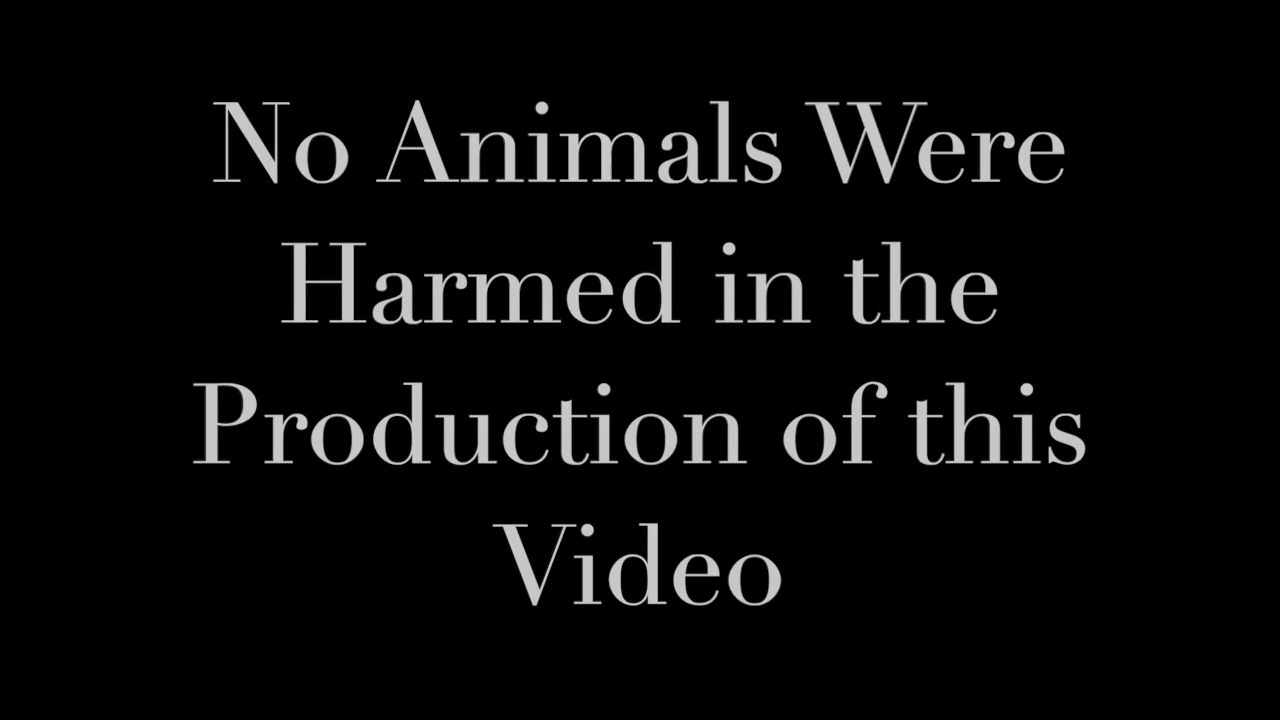 No Animals Were
Harmed in the
Production of this
Video